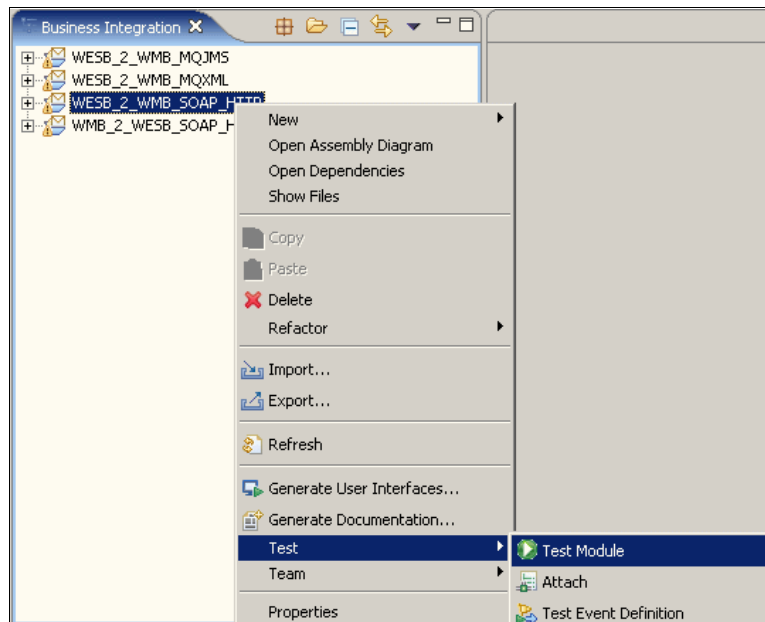 Business Integration
WESB_2_WMB_MQJMS
WESB_2_WMB_MQXML
WESB_2_WMB_SOAP_HTTP
WMB_2_WESB_SOAP_H
New
Open Assembly Diagram
Open Dependencies
Show Files
Copy
Paste
Delete
Refactor
Import...
Export...
Refresh
Generate User Interfaces...
Generate Documentation...
Test
Test Module
Team
Attach
Properties
Test Event Definition